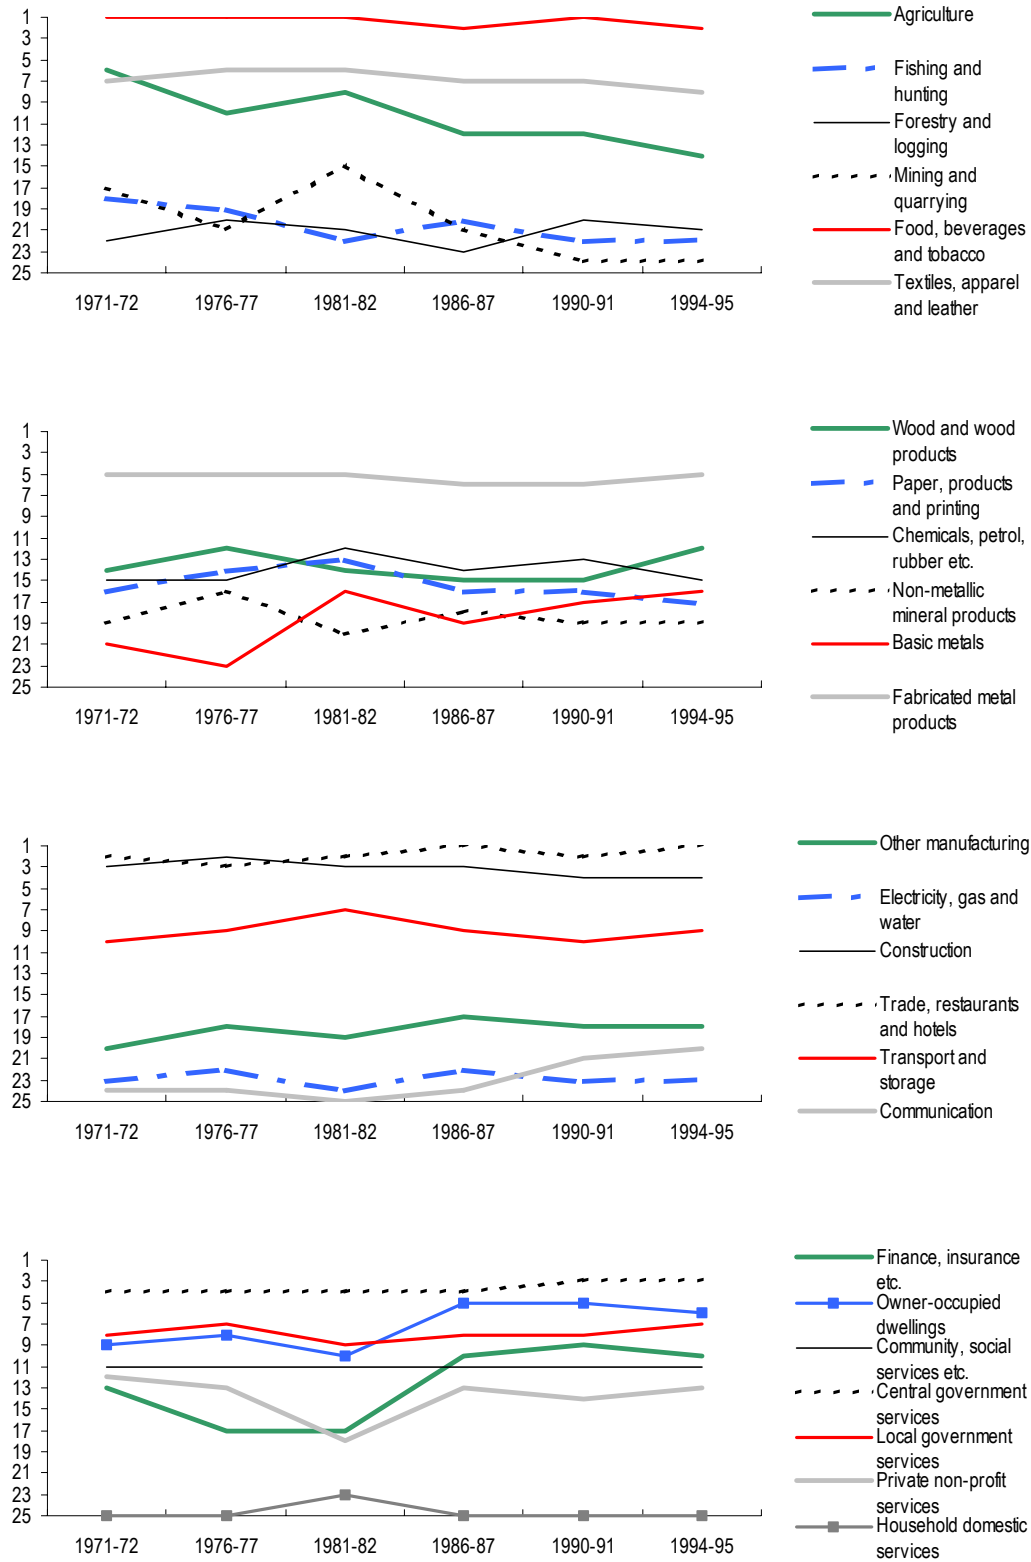 1
3
5
7
9
11
13
15
17
19
21
23
25
1971-72 1976-77 1981-82 1986-87 1990-91 1994-95
Agriculture
Fishing and
hunting
Forestry and
logging
Mining and
quarrying
Food, beverages
and tobacco
Textiles, apparel
and leather
1
3
5
7
9
11
13
15
17
19
21
23
25
1971-72 1976-77 1981-82 1986-87 1990-91 1994-95
Wood and wood
products
Paper, products
and printing
Chemicals, petrol,
rubber etc.
Non-metallic
mineral products
Basic metals
Fabricated metal
products
1
3
5
7
9
11
13
15
17
19
21
23
25
1971-72 1976-77 1981-82 1986-87 1990-91 1994-95
Other manufacturing
Electricity, gas and
water
Construction
Trade, restaurants
and hotels
Transport and
storage
Communication
1
3
5
7
9
11
13
15
17
19
21
23
25
1971-72 1976-77 1981-82 1986-87 1990-91 1994-95
Finance, insurance
etc.
Owner-occupied
dwellings
Community, social
services etc.
Central government
services
Local government
services
Private non-profit
services
Household domestic
services